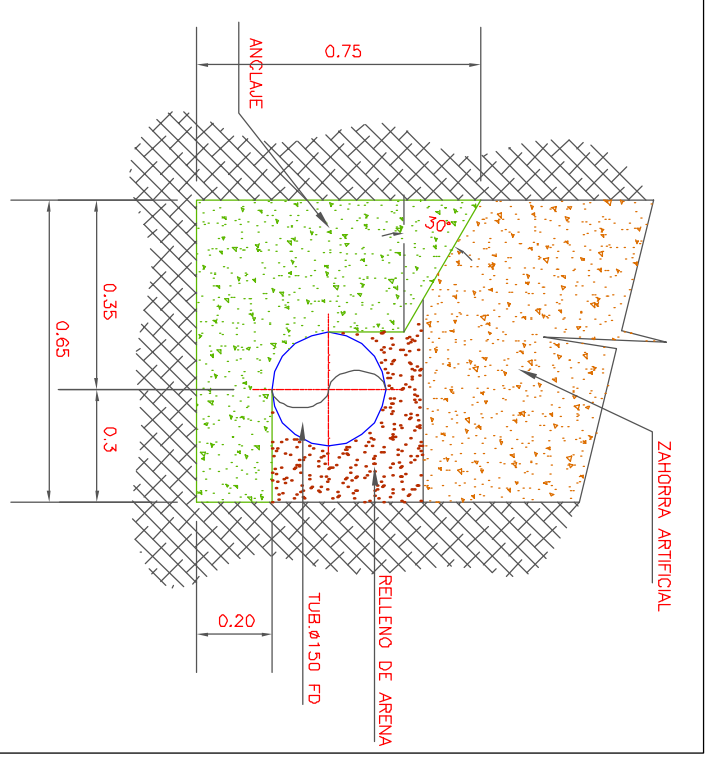 0.75
ANCLAJE
30°
0.35
0.65
0.3
ZAHORRA ARTIFICIAL
RELLENO DE ARENA
TUB.ø150 FD
0.20